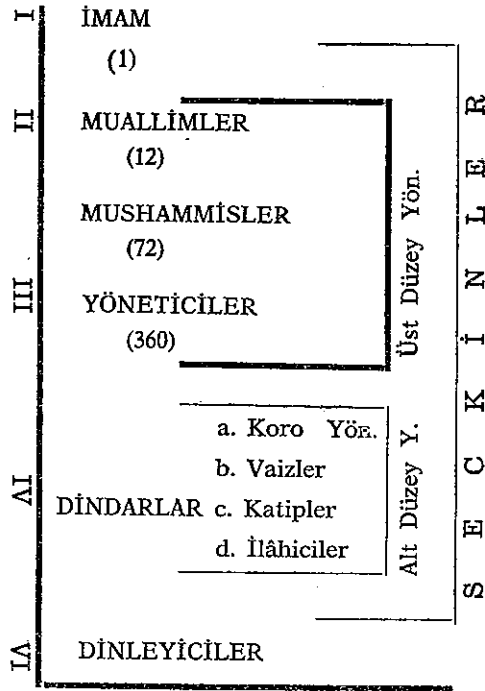 I
İMAM
(1)
II
MUALLİMLER
(12)
MUSHAMMİSLER
(72)
III
YÖNETİCİLER
(360)
Üst Düzey Yön.
IV
DİNDARLAR
a. Koro Yön.
b. Vaizler
c. Katipler
d. İlâhiciler
Alt Düzey Y.
SEÇKİNLER
VI
DİNLEYİCİLER